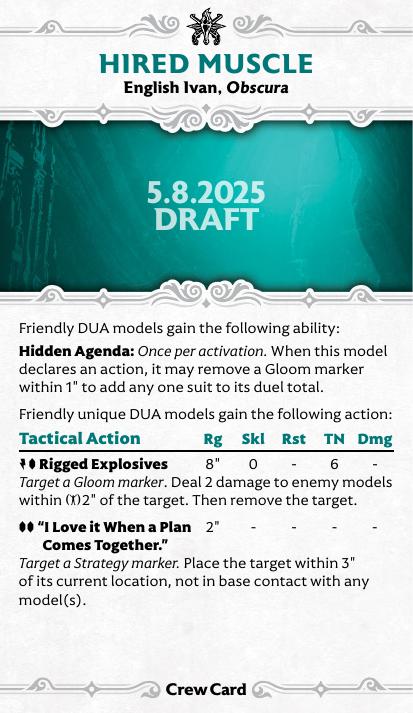 HIRED MUSCLE
English Ivan, Obscura
5.8.2025
DRAFT
Friendly DUA models gain the following ability:
Hidden Agenda: Once per activation. When this model
declares an action, it may remove a Gloom marker
within 1" to add any one suit to its duel total.
Friendly unique DUA models gain the following action:
Tactical Action Rg Skl Rst TN Dmg
Rigged Explosives 8" 0 - 6 -
Target a Gloom marker. Deal 2 damage to enemy models
within 2" of the target. Then remove the target.
“I Love it When a Plan 2" - - - -
Comes Together.”
Target a Strategy marker. Place the target within 3"
of its current location, not in base contact with any
model(s).
Crew Card